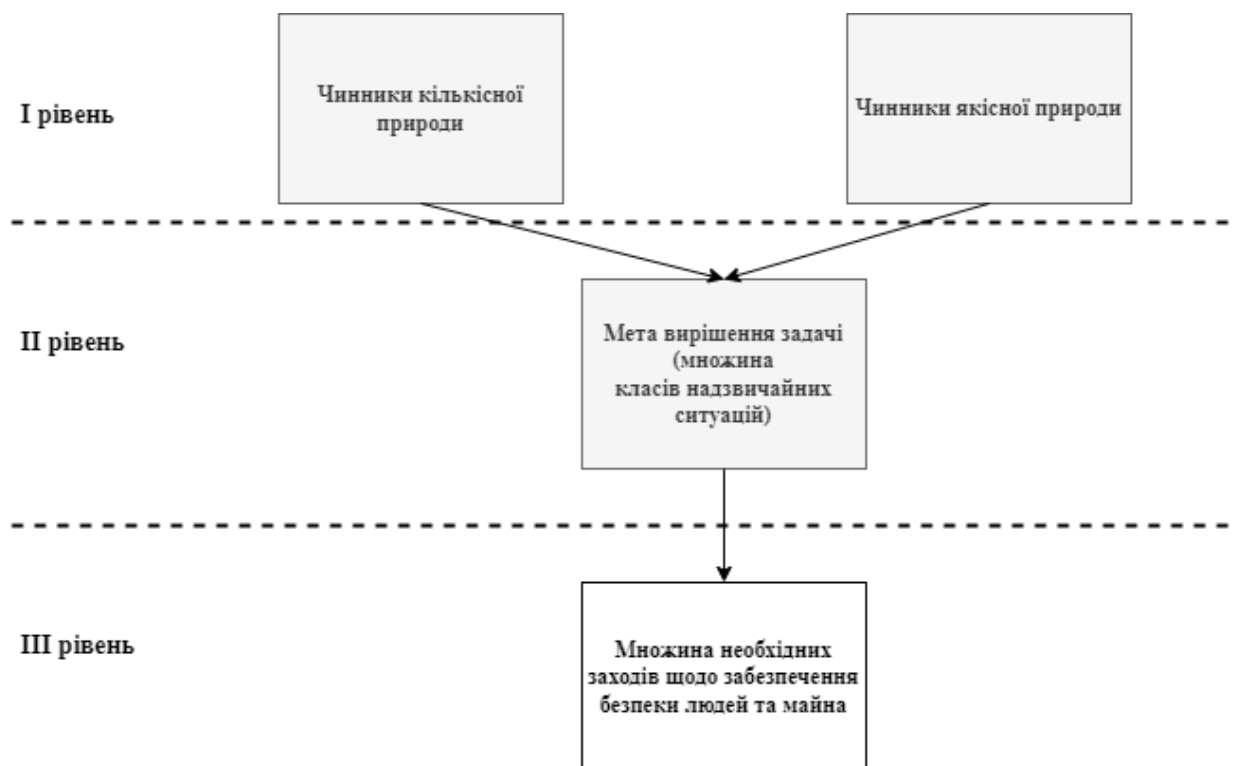 I рівень
Чинники кількісної
природи
Чинники якісної природи
II рівень
Мета вирішення задачі
(множина
класів надзвичайних
ситуацій)
III рівень
Множина необхідних
заходів щодо забезпечення
безпеки людей та майна